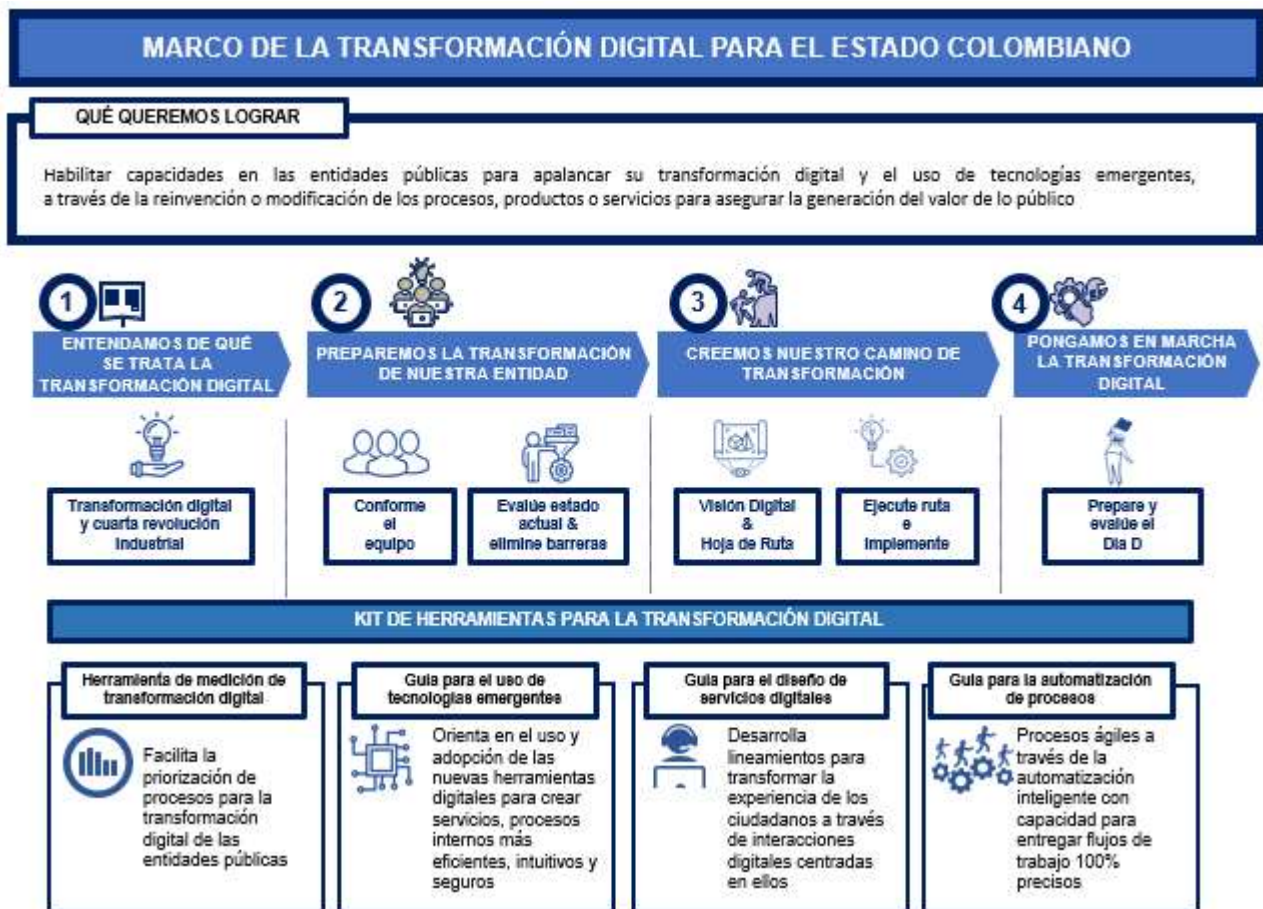 MARCO DE LA TRANSFORMACIÓN DIGITAL PARA EL ESTADO COLOMBIANO
QUÉ QUEREMOS LOGRAR
Habilitar capacidades en las entidades públicas para apalancar su transformación digital y el uso de tecnologías emergentes,
a través de la reinvención o modificación de los procesos, productos o servicios para asegurar la generación del valor de lo público
1
ENTENDAMOS DE QUÉ
SE TRATA LA
TRANSFORMACIÓN DIGITAL
2
PREPAREMOS LA TRANSFORMACIÓN
DE NUESTRA ENTIDAD
3
CREEMOS NUESTRO CAMINO DE
TRANSFORMACIÓN
4
PONGAMOS EN MARCHA
LA TRANSFORMACIÓN
DIGITAL
Transformación digital
y cuarta revolución
industrial
Conforme
el
equipo
Evalúe estado
actual &
elimine barreras
Visión Digital
&
Hoja de Ruta
Ejecute ruta
e
implemente
Prepare y
evalúe el
Día D
KIT DE HERRAMIENTAS PARA LA TRANSFORMACIÓN DIGITAL
Herramienta de medición de
transformación digital
Facilita la
priorización de
procesos para la
transformación
digital de las
entidades públicas
Guía para el uso de
tecnologías emergentes
Orienta en el uso y
adopción de las
nuevas herramientas
digitales para crear
servicios, procesos
internos más
eficientes, intuitivos y
seguros
Guía para el diseño de
servicios digitales
Desarrolla
lineamientos para
transformar la
experiencia de los
ciudadanos a través
de interacciones
digitales centradas
en ellos
Guía para la automatización
de procesos
Procesos ágiles a
través de la
automatización
inteligente con
capacidad para
entregar flujos de
trabajo 100%
precisos